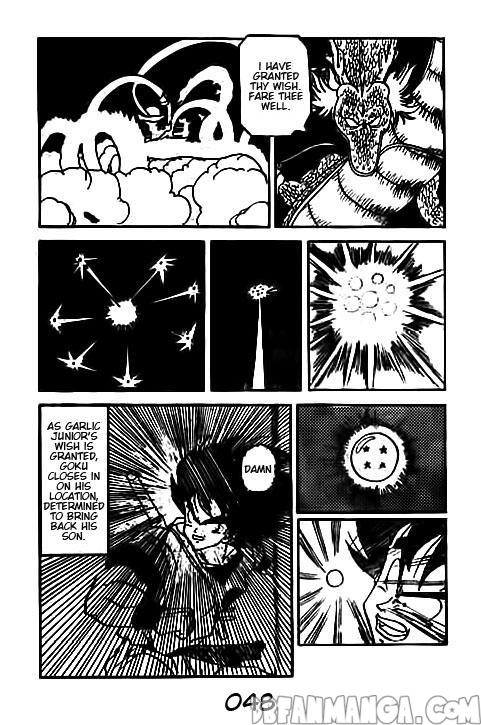 I HAVE
GRANTED
THY WISH.
FARE THEE
WELL.
AS GARLIC
JUNIOR'S
WISH IS
GRANTED,
GOKU
CLOSES IN
ON HIS
LOCATION,
DETERMINED
TO BRING
BACK HIS
SON.
DAMN
048
DBFANMANGA.COM